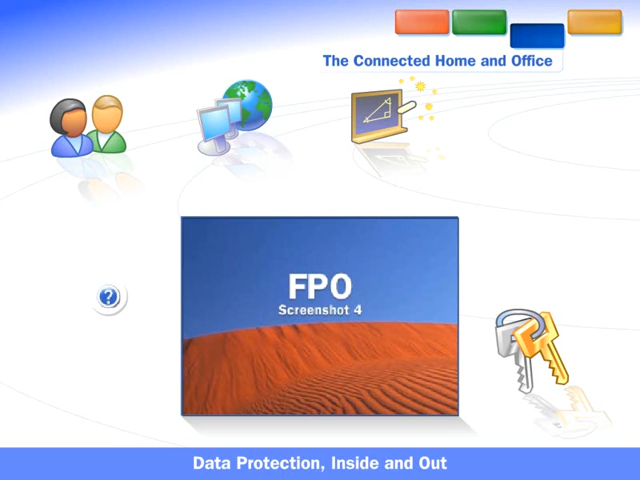 The Connected Home and Office
FPO
Screenshot 4
?
Data Protection, Inside and Out